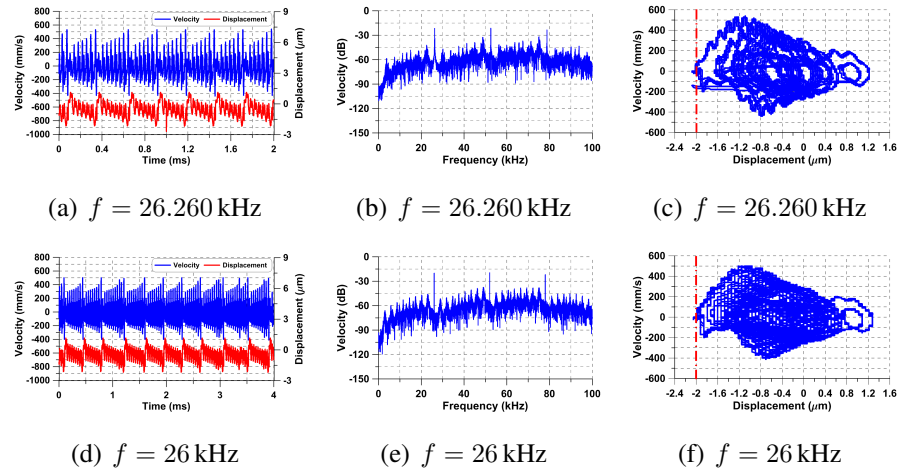 Velocity Displacement
Velocity (mm/s)
800
600
400
200
0
-200
-400
-600
-800
-1000
9
6
3
0
-3
Displacement (μm)
0 0.4 0.8 1.2 1.6 2
Time (ms)
Velocity (dB)
0
-30
-60
-90
-120
-150
0 20 40 60 80 100
Frequency (kHz)
Velocity (mm/s)
600
400
200
0
-200
-400
-600
-2.4 -2 -1.6 -1.2 -0.8 -0.4 0 0.4 0.8 1.2 1.6
Displacement (μm)
(a) f = 26.260 kHz
(b) f = 26.260 kHz
(c) f = 26.260 kHz
Velocity Displacement
Velocity (mm/s)
800
600
400
200
0
-200
-400
-600
-800
-1000
9
6
3
0
-3
Displacement (μm)
0 1 2 3 4
Time (ms)
Velocity (dB)
0
-30
-60
-90
-120
-150
0 20 40 60 80 100
Frequency (kHz)
Velocity (mm/s)
600
400
200
0
-200
-400
-600
-2.4 -2 -1.6 -1.2 -0.8 -0.4 0 0.4 0.8 1.2 1.6
Displacement (μm)
(d) f = 26 kHz
(e) f = 26 kHz
(f) f = 26 kHz